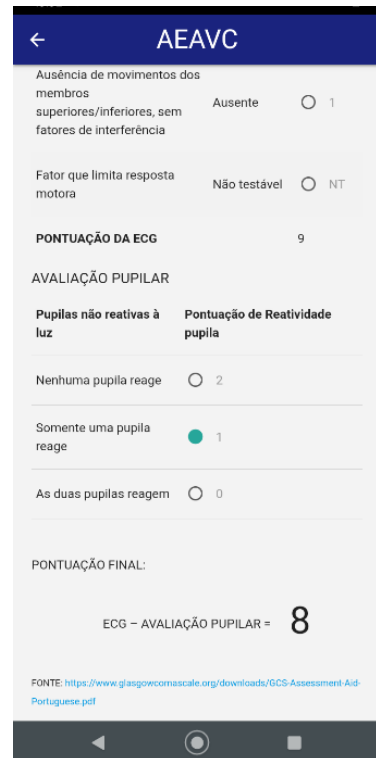 AEAVC
Ausência de movimentos dos
membros
superiores/inferiores, sem
fatores de interferência
Ausente 1
Fator que limita resposta
motora
Não testável NT
PONTUAÇÃO DA ECG 9
AVALIAÇÃO PUPILAR
Pupilas não reativas à
luz
Pontuação de Reatividade
pupila
Nenhuma pupila reage 2
Somente uma pupila
reage
1
As duas pupilas reagem 0
PONTUAÇÃO FINAL:
ECG – AVALIAÇÃO PUPILAR = 8
FONTE: https://www.glasgowcomascale.org/downloads/GCS-Assessment-Aid-
Portuguese.pdf